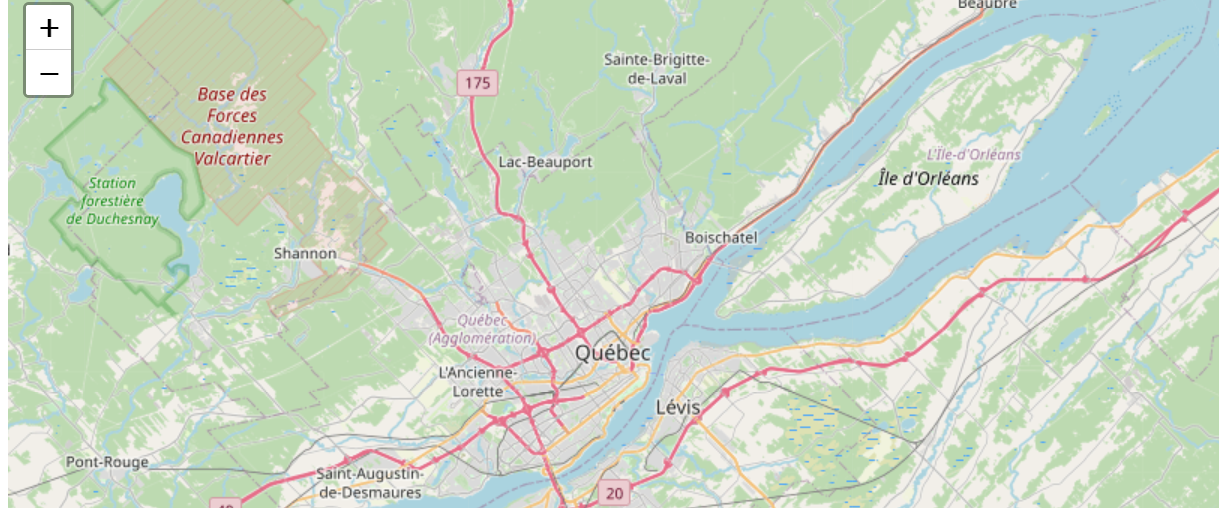 Beaubré
+
−
175
Sainte-Brigitte-
de-Laval
Base des
Forces
Canadiennes
Valcartier
L'Île-d'Orléans
Lac-Beauport
Île d'Orléans
Station
forestière
de Duchesnay
Boischatel
Shannon
Québec
(Agglomération)
Québec
L'Ancienne-
Lorette
Lévis
Pont-Rouge
Saint-Augustin-
de-Desmaures
20